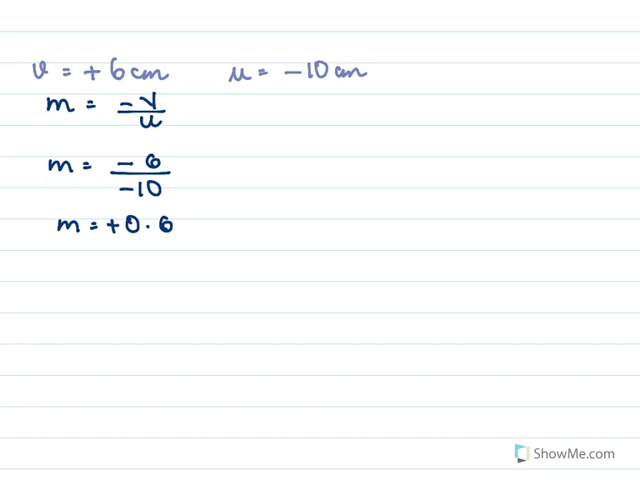 v = + 6 cm    u = - 10 cm
m = -v/u
m = -6/-10
m = +0.6
ShowMe.com